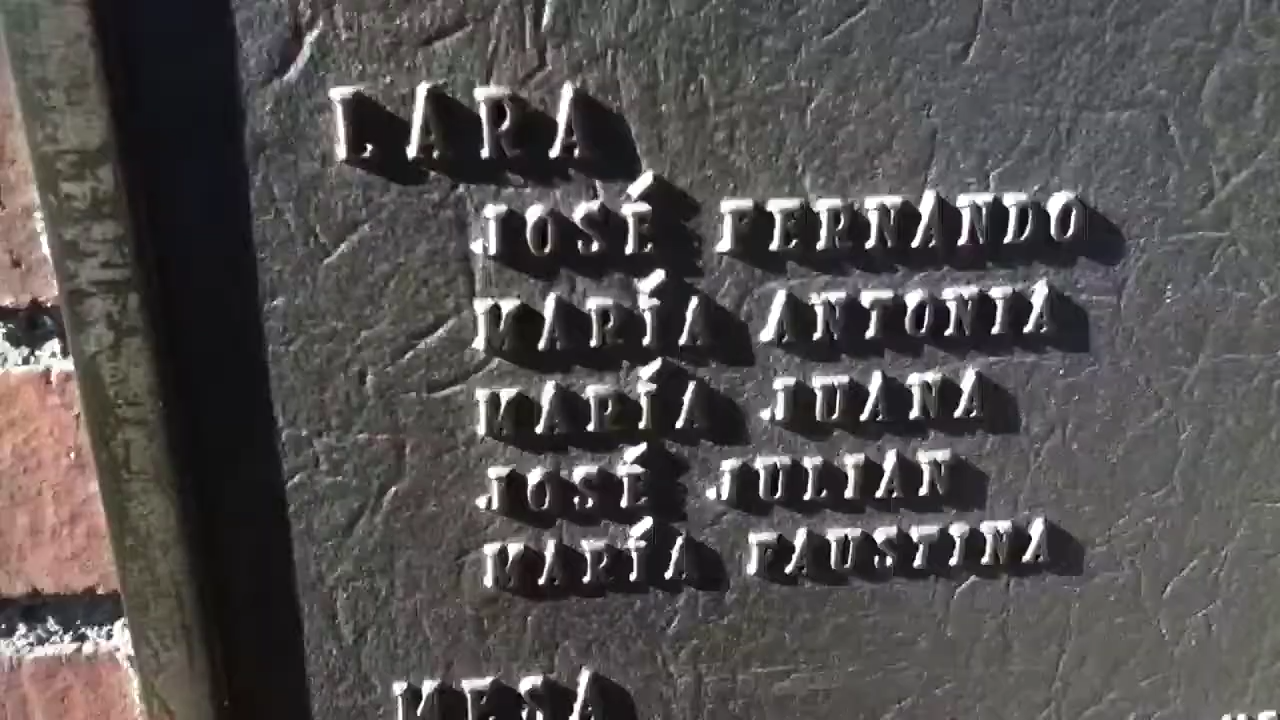 LARA
JOSÉ FERNANDO
MARÍA ANTONIA
MARÍA JUANA
JOSÉ JULIAN
MARÍA FAUSTINA
MESA